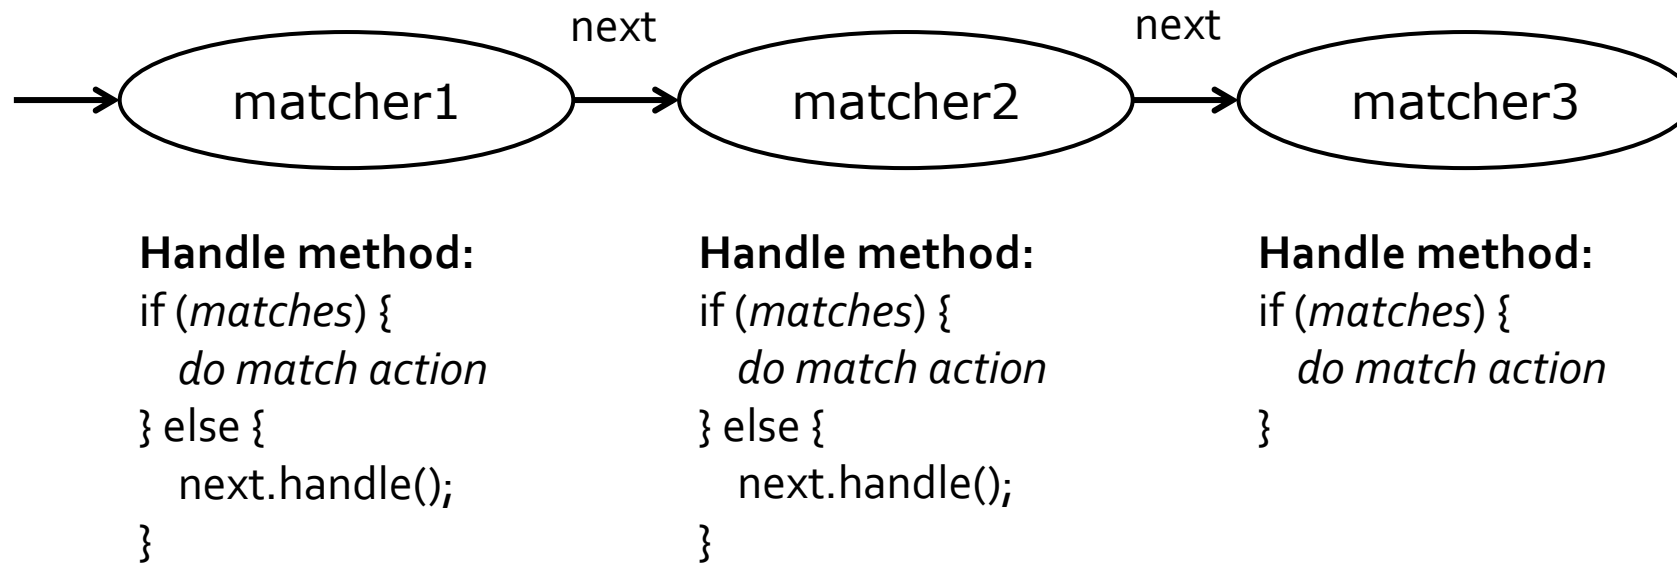 next
next
matcher1
matcher2
matcher3
Handle method:
if (matches) {
do match action
} else {
next.handle();
}
Handle method:
if (matches) {
do match action
} else {
next.handle();
}
Handle method:
if (matches) {
do match action
}